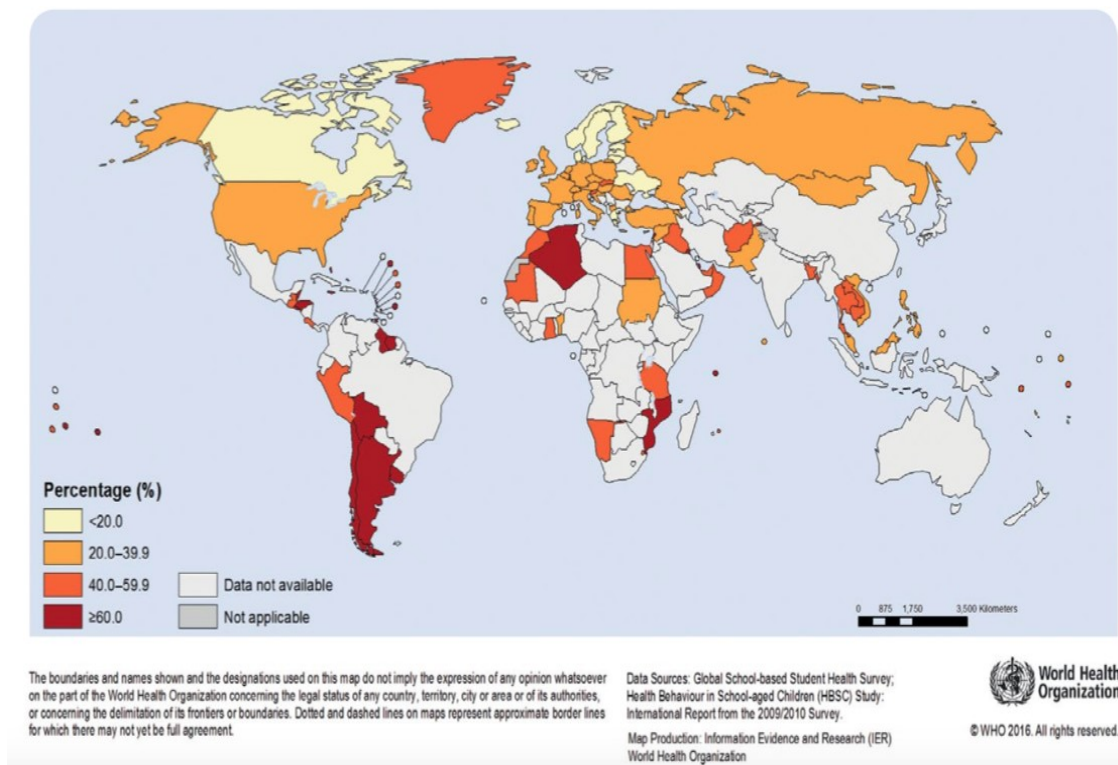 Percentage (%)
<20.0
20.0–39.9
40.0–59.9
≥60.0
Data not available
Not applicable
0 875 1,750 3,500 Kilometers
The boundaries and names shown and the designations used on this map do not imply the expression of any opinion whatsoever
on the part of the World Health Organization concerning the legal status of any country, territory, city or area or of its authorities,
or concerning the delimitation of its frontiers or boundaries. Dotted and dashed lines on maps represent approximate border lines
for which there may not yet be full agreement.
Data Sources: Global School-based Student Health Survey;
Health Behaviour in School-aged Children (HBSC) Study:
International Report from the 2009/2010 Survey.
Map Production: Information Evidence and Research (IER)
World Health Organization
World Health
Organization
© WHO 2016. All rights reserved.